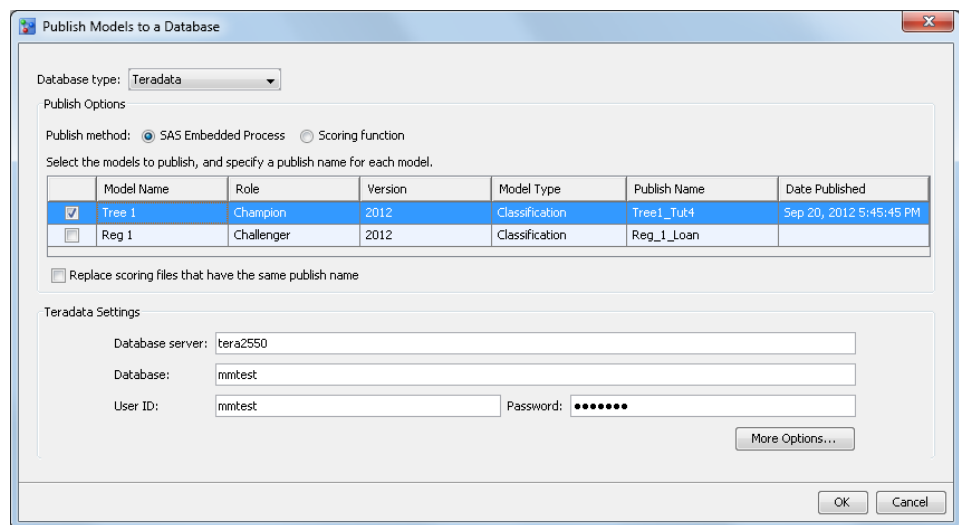 Publish Models to a Database
Database type: Teradata
Publish Options
Publish method: SAS Embedded Process Scoring function
Select the models to publish, and specify a publish name for each model.
Model Name Role Version Model Type Publish Name Date Published
Tree 1 Champion 2012 Classification Tree1_Tut4 Sep 20, 2012 5:45:45 PM
Reg 1 Challenger 2012 Classification Reg_1_Loan
Replace scoring files that have the same publish name
Teradata Settings
Database server: tera2550
Database: mmtest
User ID: mmtest Password: ●●●●●●●
More Options...
OK Cancel